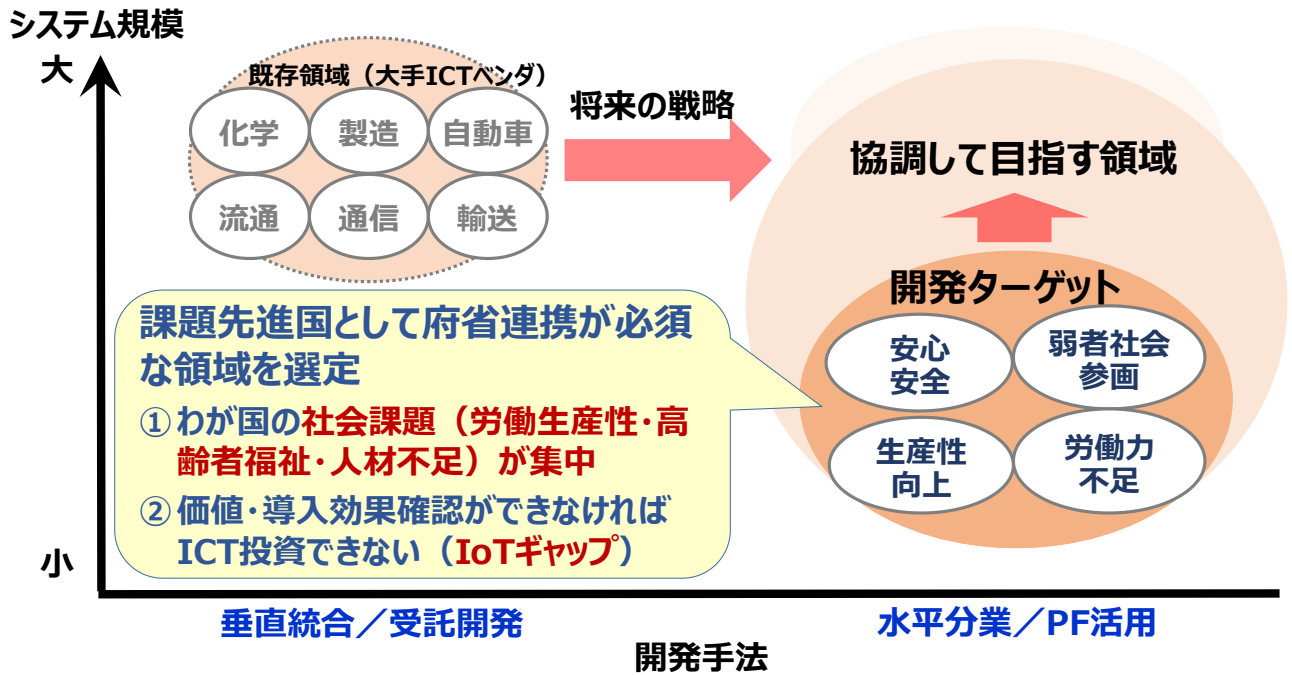 システム規模
大
既存領域（大手ICTベンダ）
化学
製造
自動車
流通
通信
輸送
将来の戦略
協調して目指す領域
開発ターゲット
安心
安全
弱者社会
参画
生産性
向上
労働力
不足
課題先進国として府省連携が必須
な領域を選定
① わが国の社会課題（労働生産性・高
齢者福祉・人材不足）が集中
② 価値・導入効果確認ができなければ
ICT投資できない（IoTギャップ）
小
垂直統合／受託開発
水平分業／PF活用
開発手法